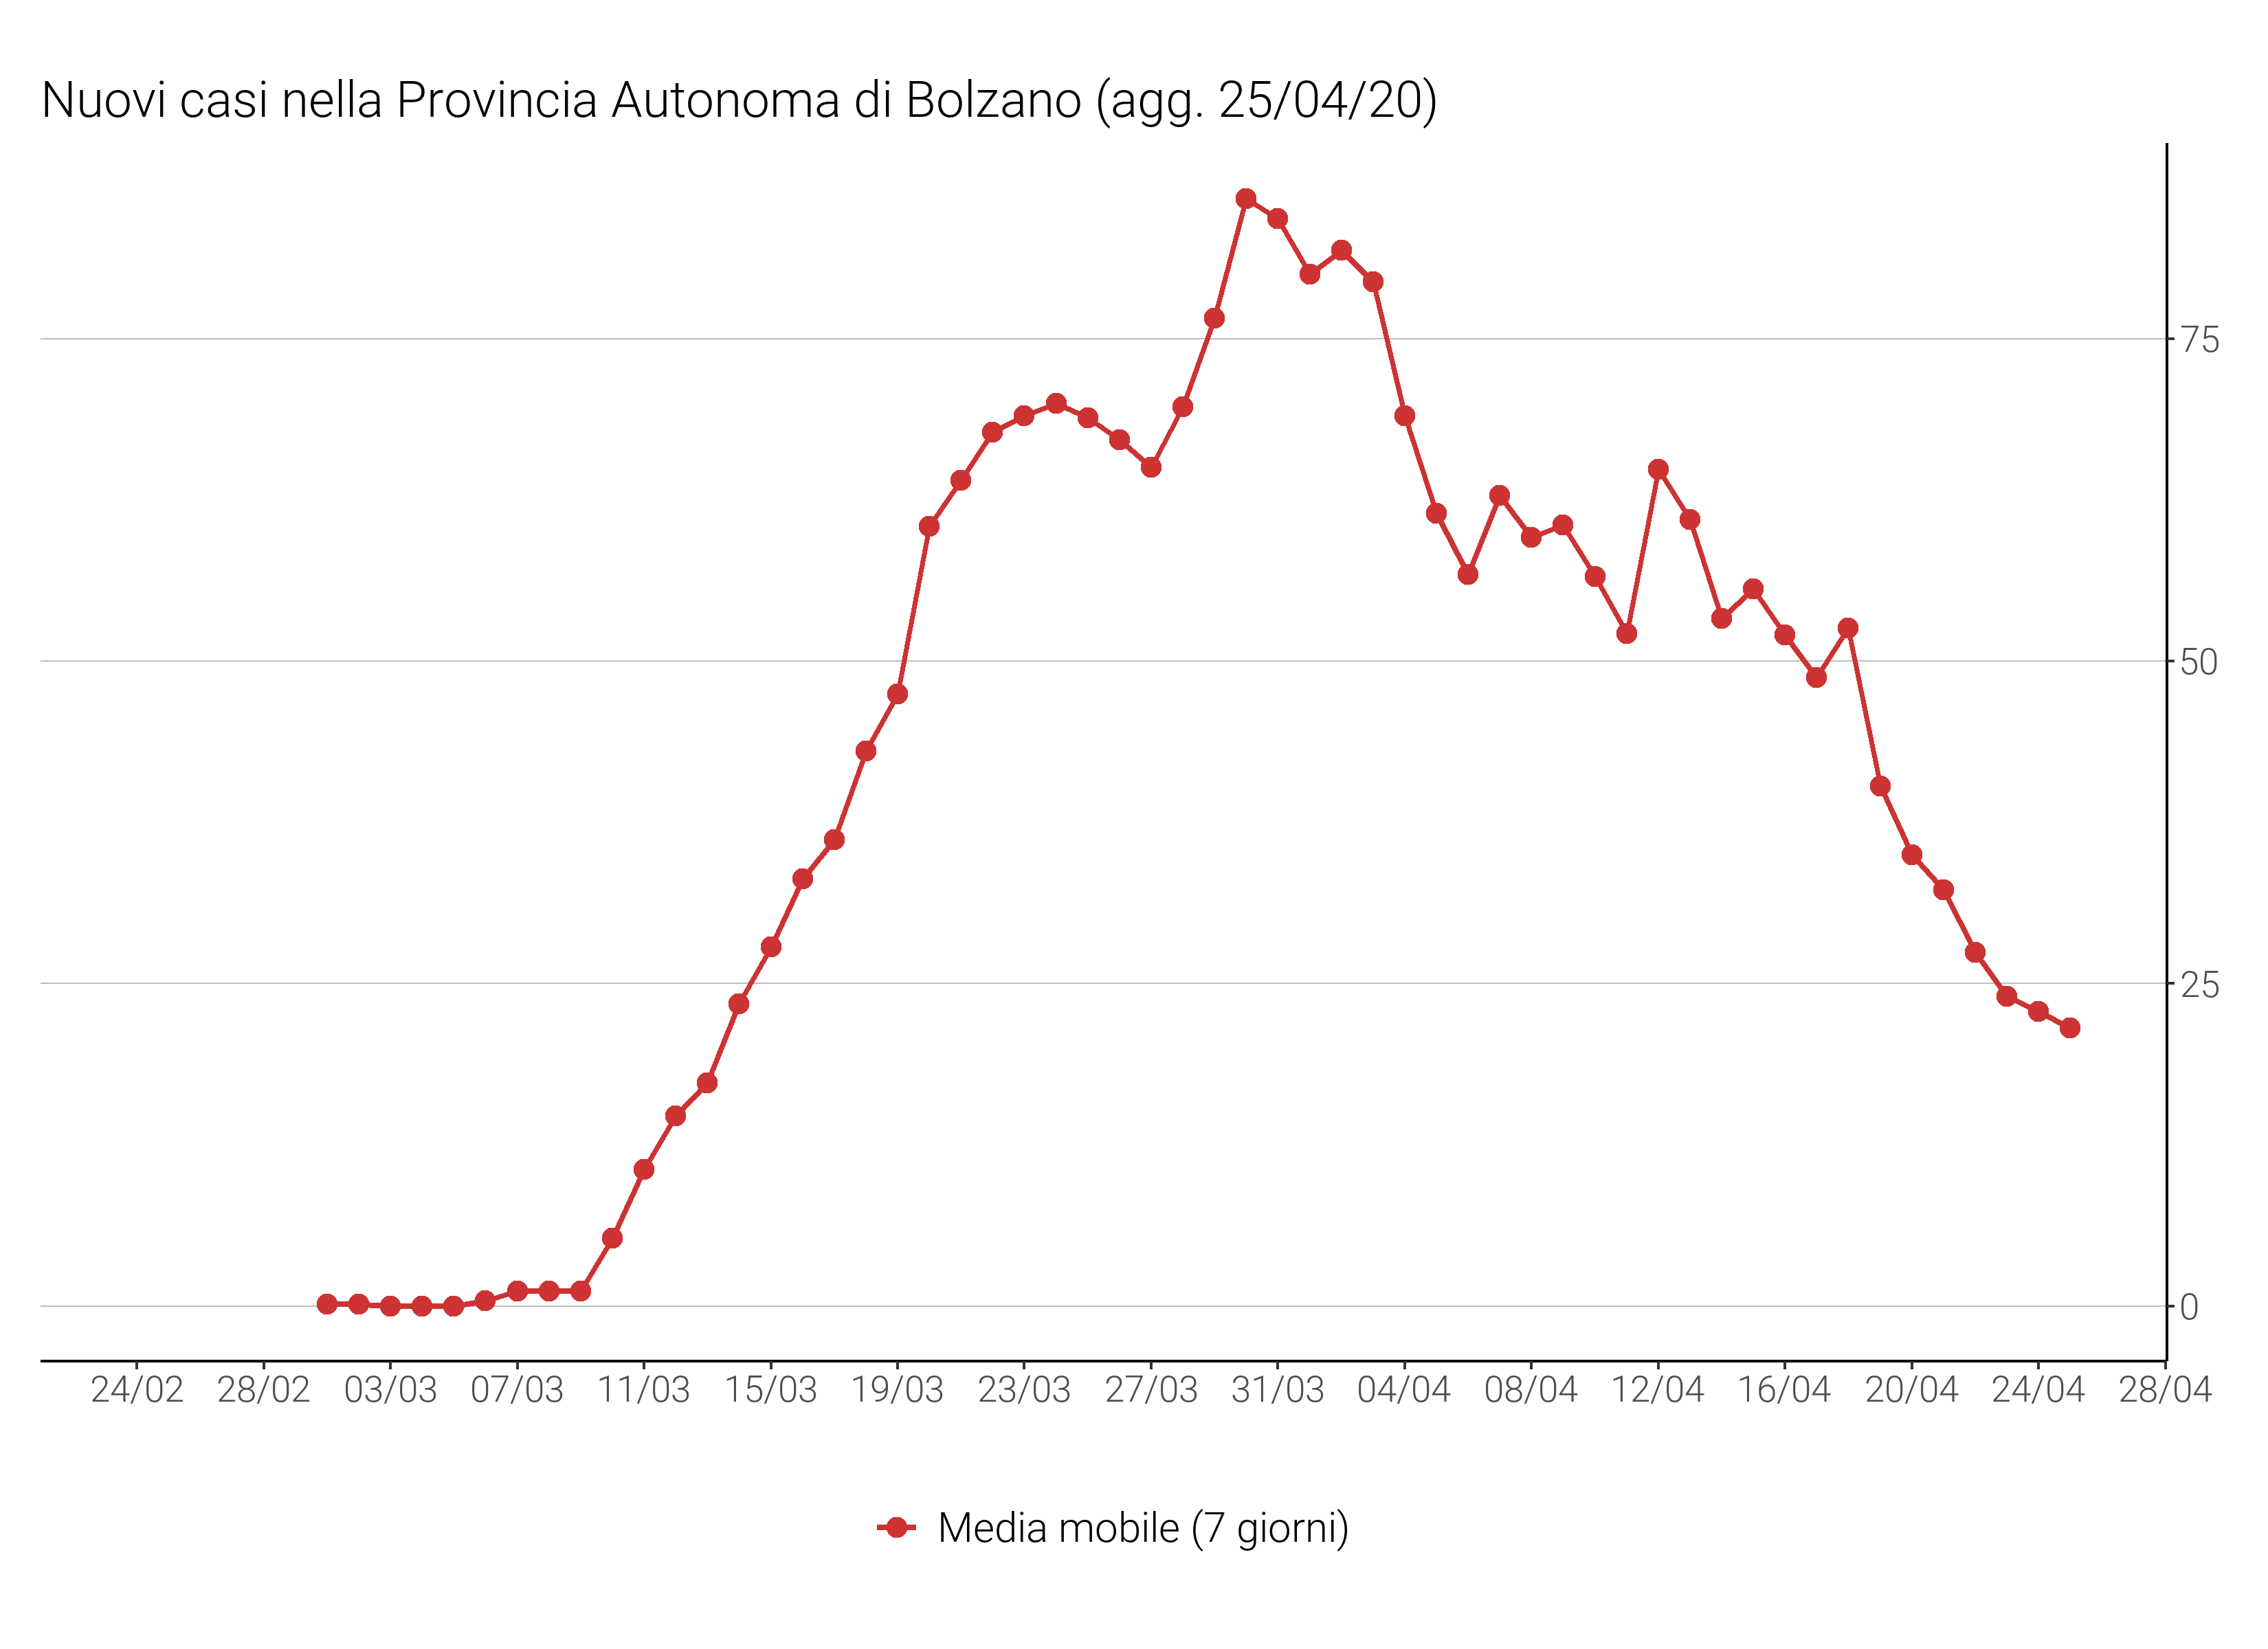 Nuovi casi nella Provincia Autonoma di Bolzano (agg. 25/04/20)
75
50
25
0
24/02 28/02 03/03 07/03 11/03 15/03 19/03 23/03 27/03 31/03 04/04 08/04 12/04 16/04 20/04 24/04 28/04
Media mobile (7 giorni)